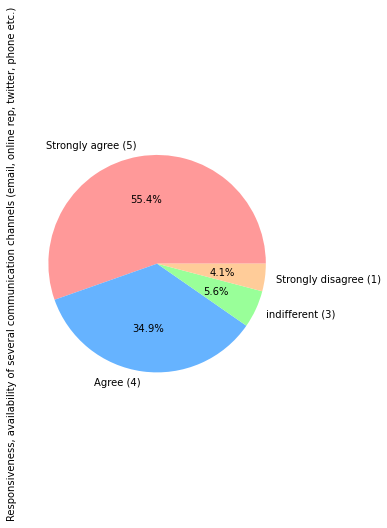 Responsiveness, availability of several communication channels (email, online rep, twitter, phone etc.)
Strongly agree (5)
55.4%
4.1%
Strongly disagree (1)
5.6%
indifferent (3)
34.9%
Agree (4)